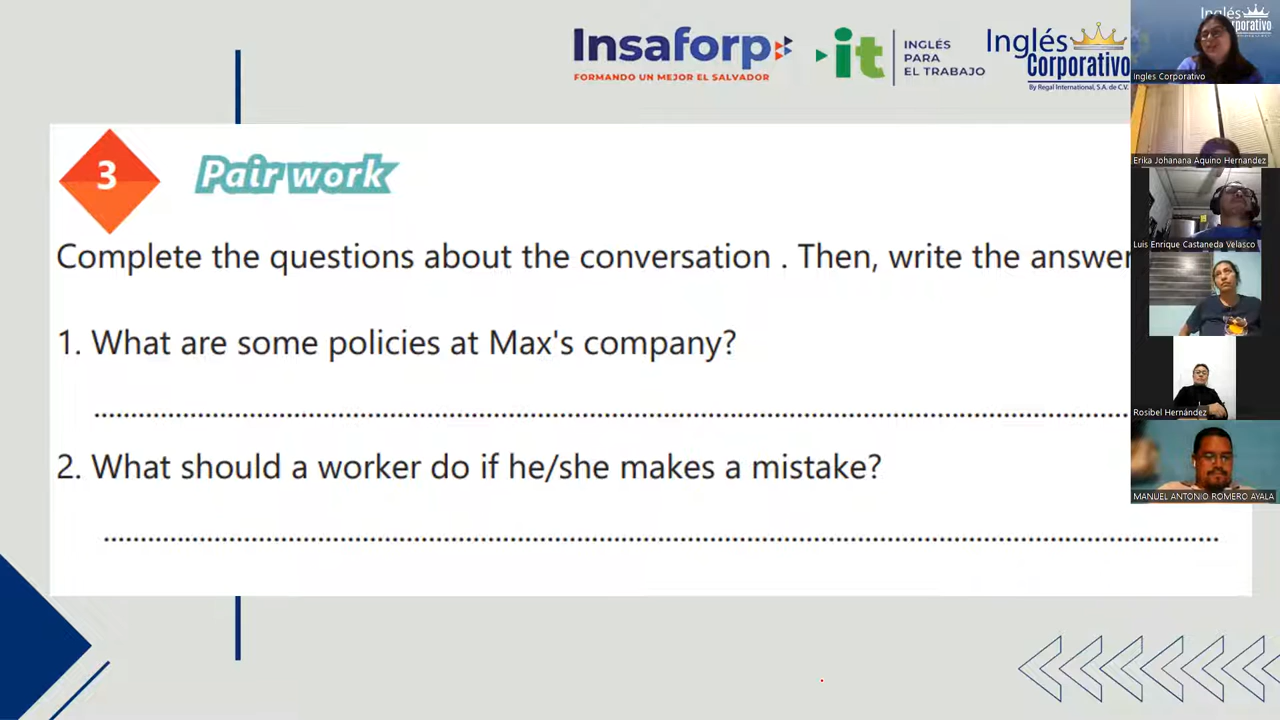 Insaforp
FORMANDO UN MEJOR EL SALVADOR
it
INGLÉS
PARA
EL TRABAJO
Inglés
Corporativo
By Regal International, S.A. de C.V.
3
Pair work
Complete the questions about the conversation . Then, write the answer
1. What are some policies at Max's company?
2. What should a worker do if he/she makes a mistake?
Inglés
orporativo
Ingles Corporativo
Erika Johanana Aquino Hernandez
Luis Enrique Castaneda Velasco
Rosibel Hernández
MANUEL ANTONIO ROMERO AYALA